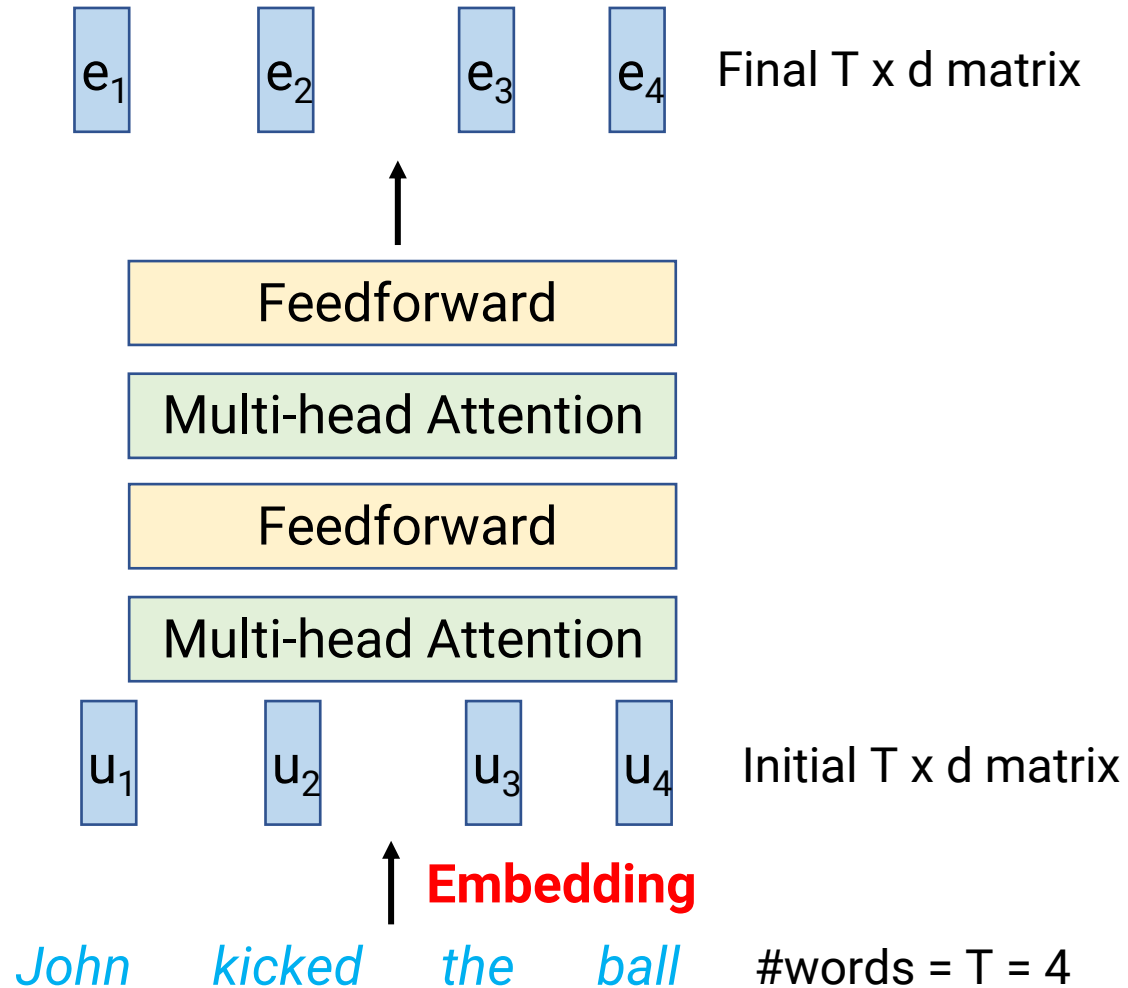 e₁ e₂ e₃ e₄ Final T x d matrix
Feedforward
Multi-head Attention
Feedforward
Multi-head Attention
u₁ u₂ u₃ u₄ Initial T x d matrix
Embedding
John kicked the ball #words = T = 4